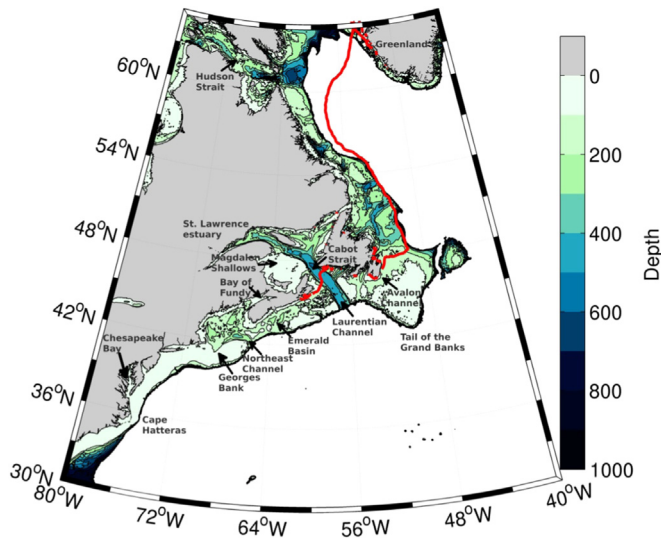 Greenland
60°N
0
Hudson
Strait
54°N
200
48°N
St. Lawrence
estuary
Cabot
Strait
400
Magdalen
Shallows
Bay of
Fundy
Avalon
Channel
Depth
42°N
Laurentian
Channel
600
Chesapeake
Bay
Emerald
Basin
Tail of the
Grand Banks
Northeast
Channel
Georges
Bank
36°N
800
Cape
Hatteras
30°N
1000
80°W
72°W
64°W
56°W
48°W
40°W